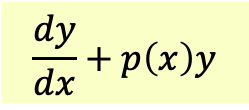 dy/dx + p(x)y